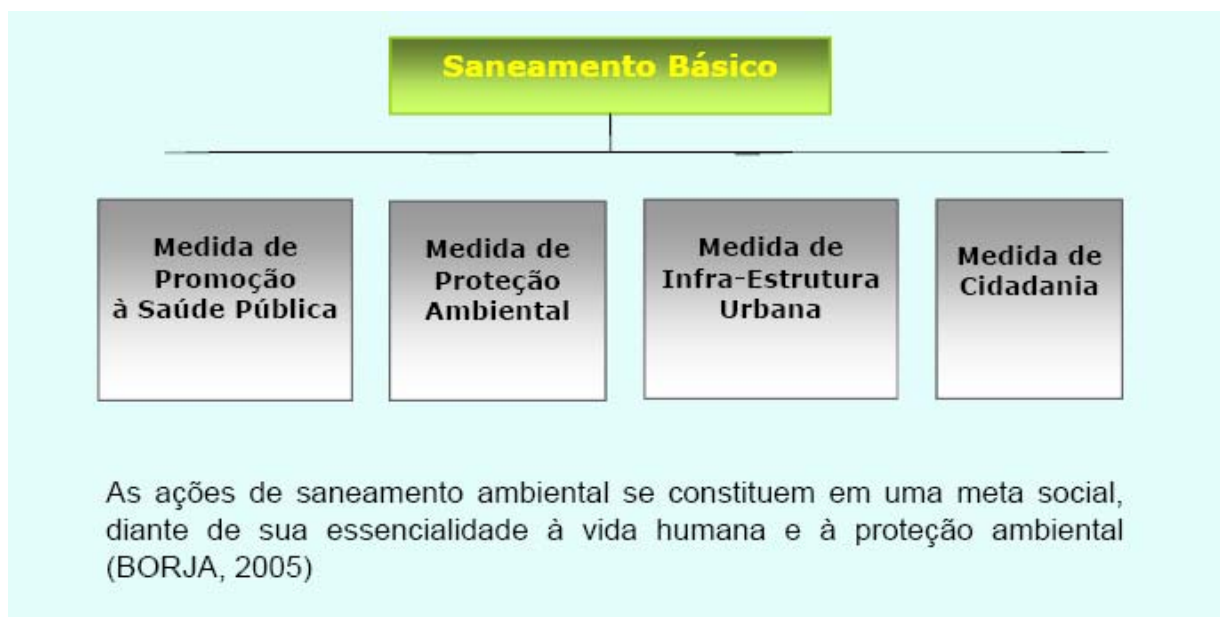 Saneamento Básico
Medida de
Promoção
à Saúde Pública
Medida de
Proteção
Ambiental
Medida de
Infra-Estrutura
Urbana
Medida de
Cidadania
As ações de saneamento ambiental se constituem em uma meta social,
diante de sua essencialidade à vida humana e à proteção ambiental
(BORJA, 2005)